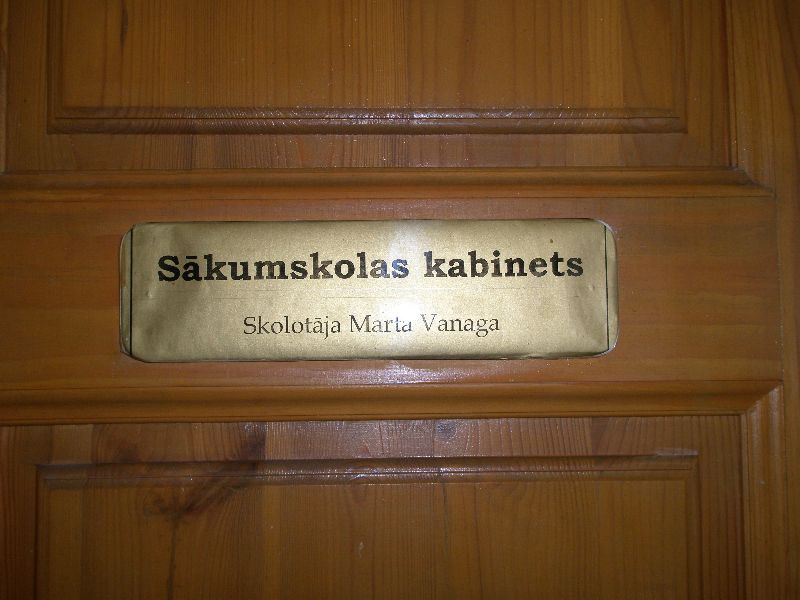 Sākumskolas kabinets
Skolotāja Marta Vanaga